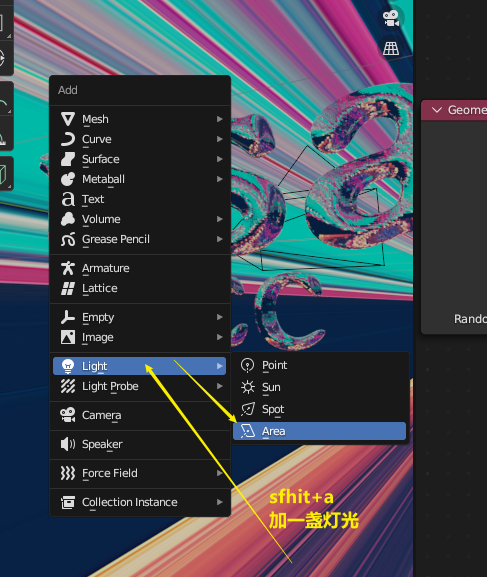 Add
Mesh
Curve
Surface
Metaball
Text
Volume
Grease Pencil
Armature
Lattice
Empty
Image
Light
Light Probe
Camera
Speaker
Force Field
Collection Instance
Point
Sun
Spot
Area
sfhit+a
加一盏灯光
Geome
Rando